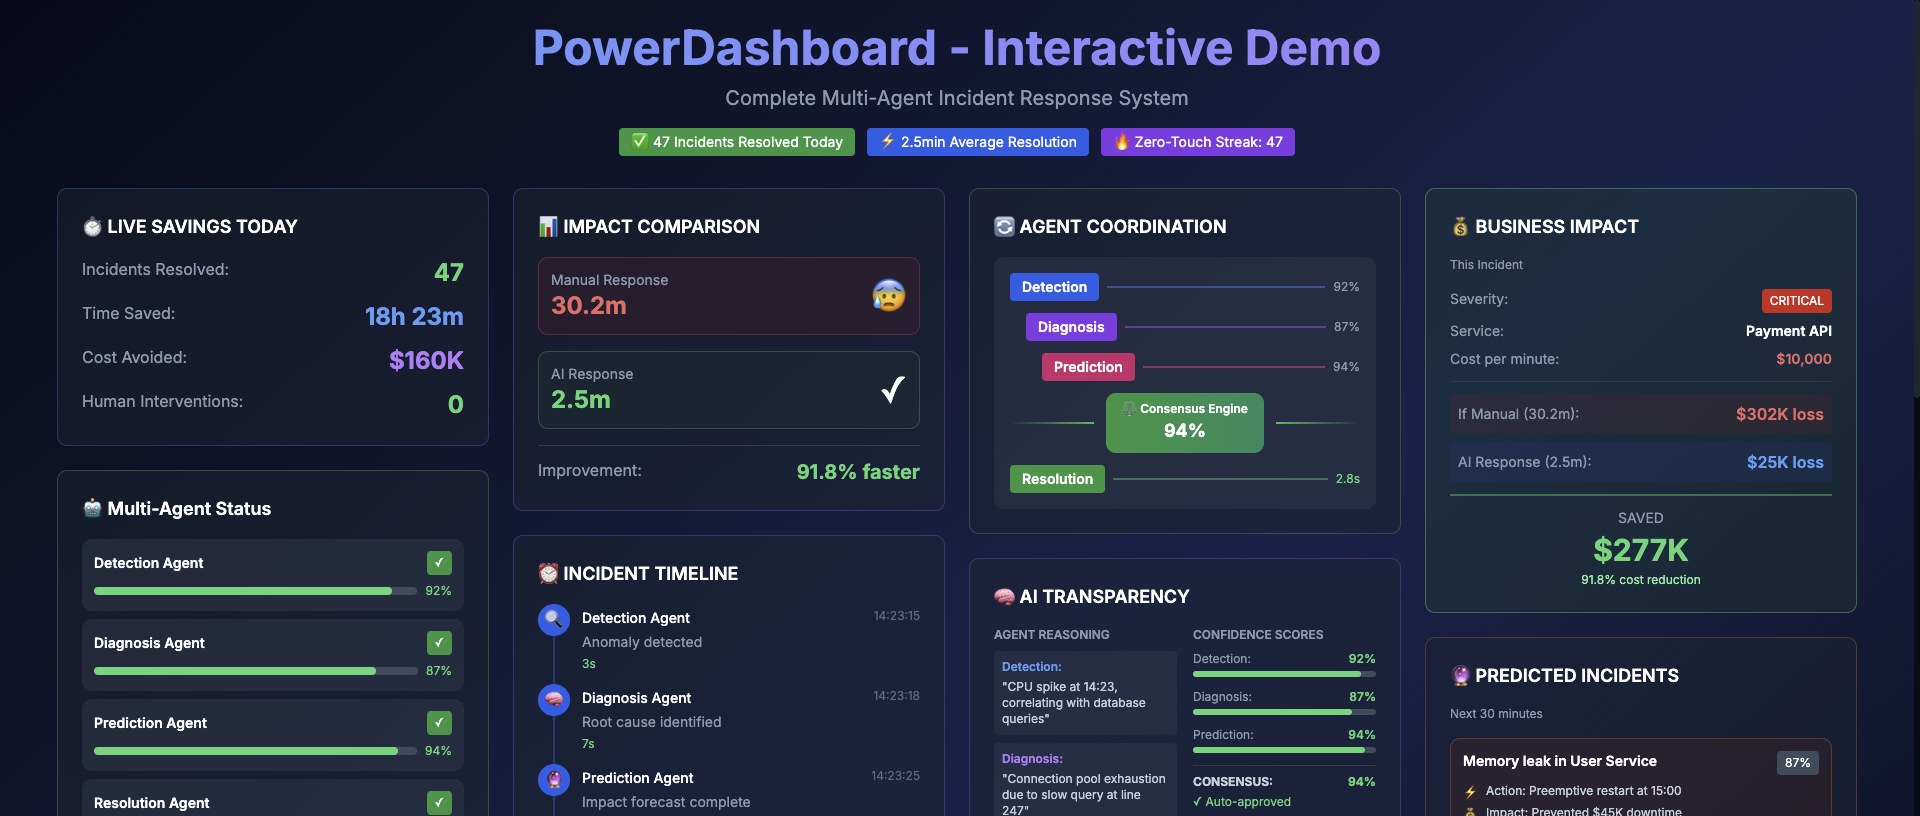 PowerDashboard - Interactive Demo
Complete Multi-Agent Incident Response System
✅ 47 Incidents Resolved Today
⚡ 2.5min Average Resolution
🔥 Zero-Touch Streak: 47
⏱️ LIVE SAVINGS TODAY
Incidents Resolved: 47
Time Saved: 18h 23m
Cost Avoided: $160K
Human Interventions: 0
🤖 Multi-Agent Status
Detection Agent ✓
92%
Diagnosis Agent ✓
87%
Prediction Agent ✓
94%
Resolution Agent ✓
📊 IMPACT COMPARISON
Manual Response
30.2m 😰
AI Response
2.5m ✓
Improvement: 91.8% faster
⏰ INCIDENT TIMELINE
Detection Agent 14:23:15
Anomaly detected
3s
Diagnosis Agent 14:23:18
Root cause identified
7s
Prediction Agent 14:23:25
Impact forecast complete
🔄 AGENT COORDINATION
Detection 92%
Diagnosis 87%
Prediction 94%
Consensus Engine
94%
Resolution 2.8s
🧠 AI TRANSPARENCY
AGENT REASONING
Detection:
"CPU spike at 14:23,
correlating with database
queries"
Diagnosis:
"Connection pool exhaustion
due to slow query at line
247"
CONFIDENCE SCORES
Detection: 92%
Diagnosis: 87%
Prediction: 94%
CONSENSUS: 94%
✓ Auto-approved
💰 BUSINESS IMPACT
This Incident
Severity: CRITICAL
Service: Payment API
Cost per minute: $10,000
If Manual (30.2m): $302K loss
AI Response (2.5m): $25K loss
SAVED
$277K
91.8% cost reduction
🔮 PREDICTED INCIDENTS
Next 30 minutes
Memory leak in User Service 87%
⚡ Action: Preemptive restart at 15:00
💰 Impact: Prevented $45K downtime